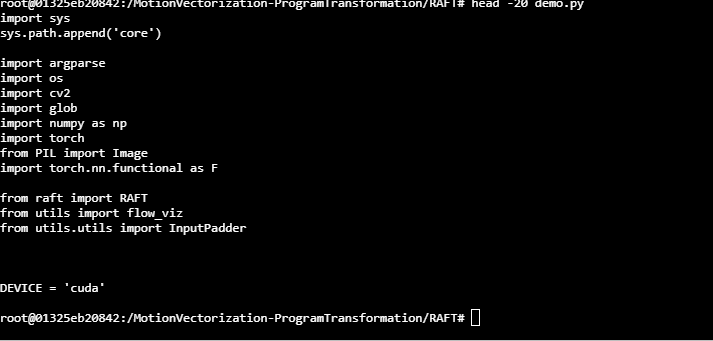 root@01325eb20842:/MotionVectorization-ProgramTransformation/RAFT# head -20 demo.py
import sys
sys.path.append('core')
import argparse
import os
import cv2
import glob
import numpy as np
import torch
from PIL import Image
import torch.nn.functional as F
from raft import RAFT
from utils import flow_viz
from utils.utils import InputPadder
DEVICE = 'cuda'
root@01325eb20842:/MotionVectorization-ProgramTransformation/RAFT#